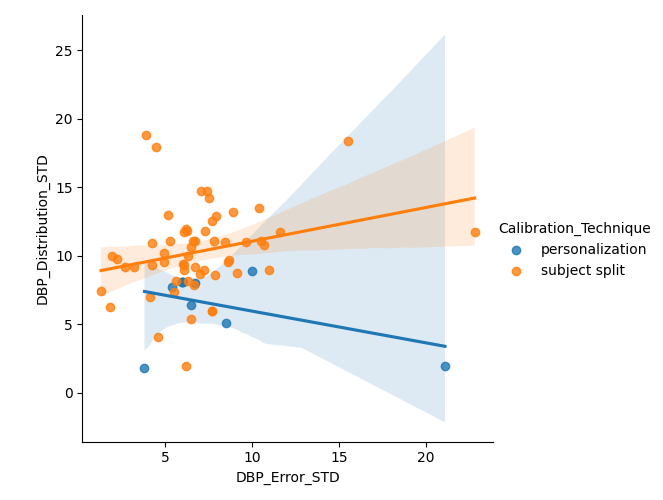 25
20
15
10
5
0
DBP_Distribution_STD
5
10
15
20
DBP_Error_STD
Calibration_Technique
personalization
subject split